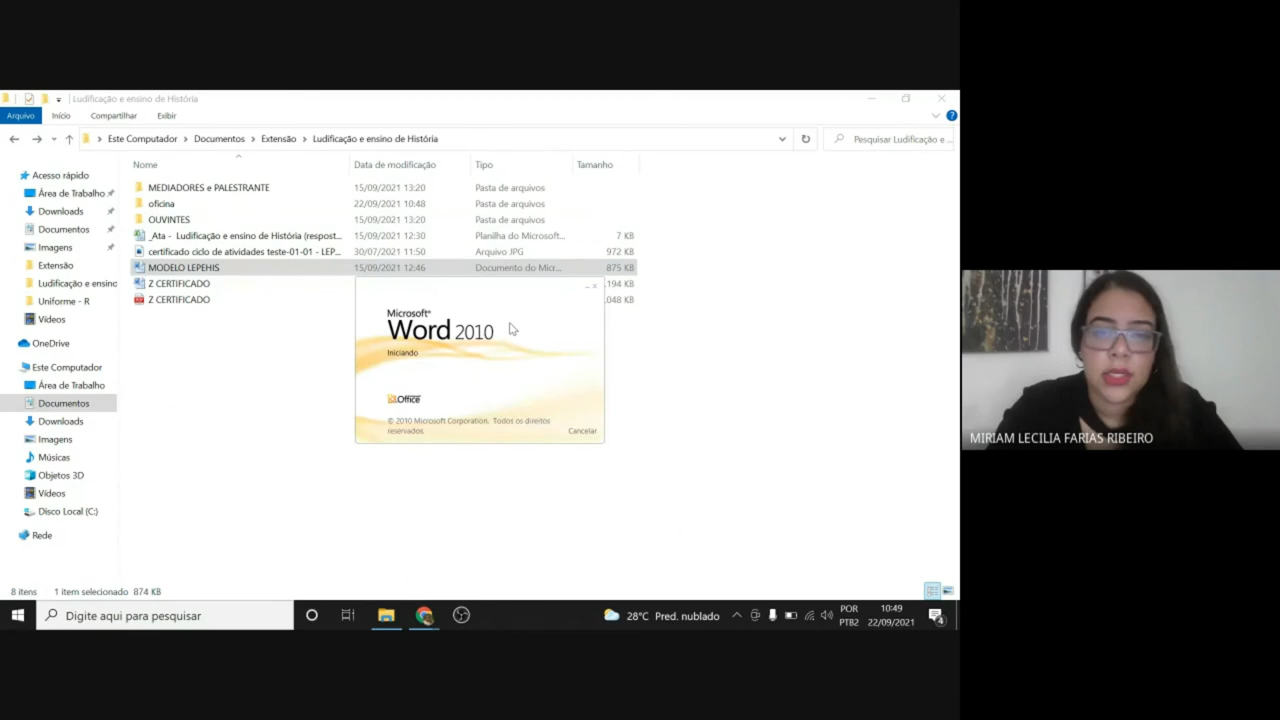 Ludificação e ensino de História
Arquivo Início Compartilhar Exibir
Este Computador Documentos Extensão Ludificação e ensino de História
Pesquisar Ludificação e ...
Nome Data de modificação Tipo Tamanho
MEDIADORES e PALESTRANTE 15/09/2021 13:20 Pasta de arquivos
oficina 22/09/2021 10:48 Pasta de arquivos
OUVINTES 15/09/2021 13:20 Pasta de arquivos
_Ata - Ludificação e ensino de História (respost... 15/09/2021 12:30 Planilha do Microsoft... 7 KB
certificado ciclo de atividades teste-01-01 - LEP... 30/07/2021 11:50 Arquivo JPG 972 KB
MODELO LEPEHIS 15/09/2021 12:46 Documento do Micr... 875 KB
Z CERTIFICADO .194 KB
Z CERTIFICADO .048 KB
Acesso rápido
Área de Trabalho
Downloads
Documentos
Imagens
Extensão
Ludificação e ensino
Uniforme - R
Vídeos
OneDrive
Este Computador
Área de Trabalho
Documentos
Downloads
Imagens
Músicas
Objetos 3D
Vídeos
Disco Local (C:)
Rede
Microsoft®
Word 2010
Iniciando
Office
© 2010 Microsoft Corporation. Todos os direitos
reservados.
Cancelar
MIRIAM LECILIA FARIAS RIBEIRO
8 itens 1 item selecionado 874 KB
Digite aqui para pesquisar
28°C Pred. nublado
POR
PTB2
10:49
22/09/2021
4